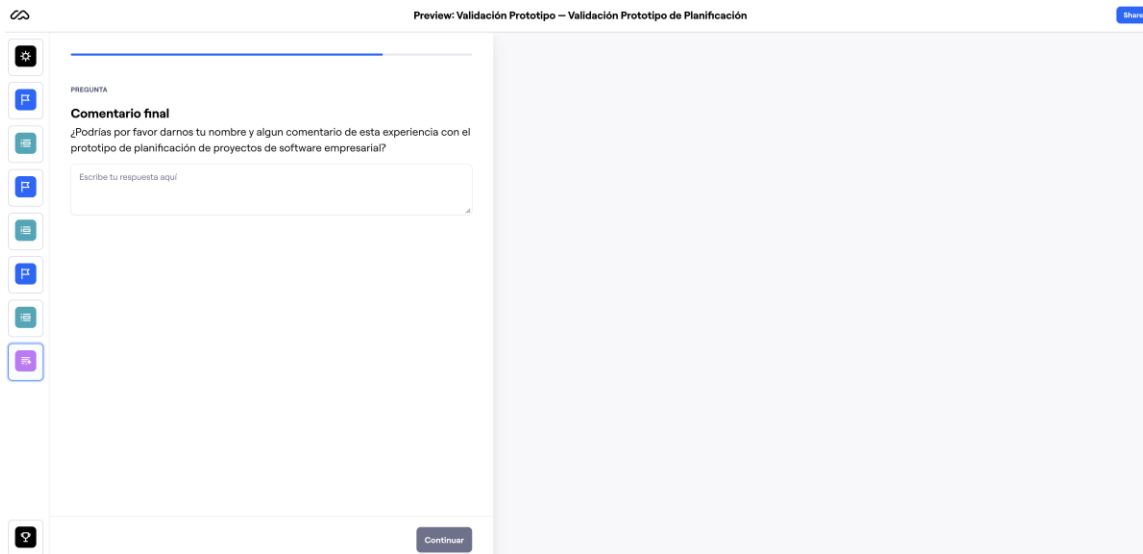 Preview: Validación Prototipo — Validación Prototipo de Planificación
Share
PREGUNTA
Comentario final
¿Podrías por favor darnos tu nombre y algun comentario de esta experiencia con el
prototipo de planificación de proyectos de software empresarial?
Escribe tu respuesta aquí
Continuar